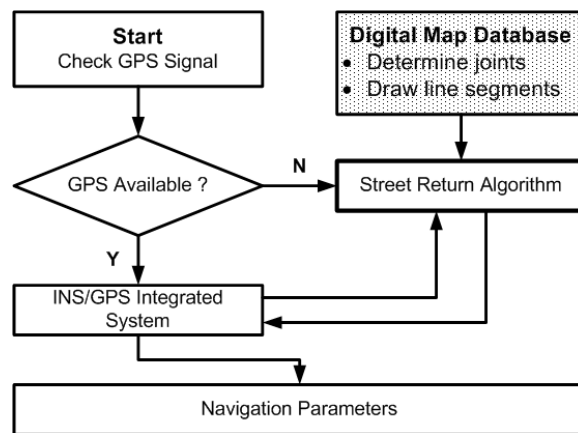 Start
Check GPS Signal
Digital Map Database
• Determine joints
• Draw line segments
GPS Available ?
N
Street Return Algorithm
Y
INS/GPS Integrated
System
Navigation Parameters